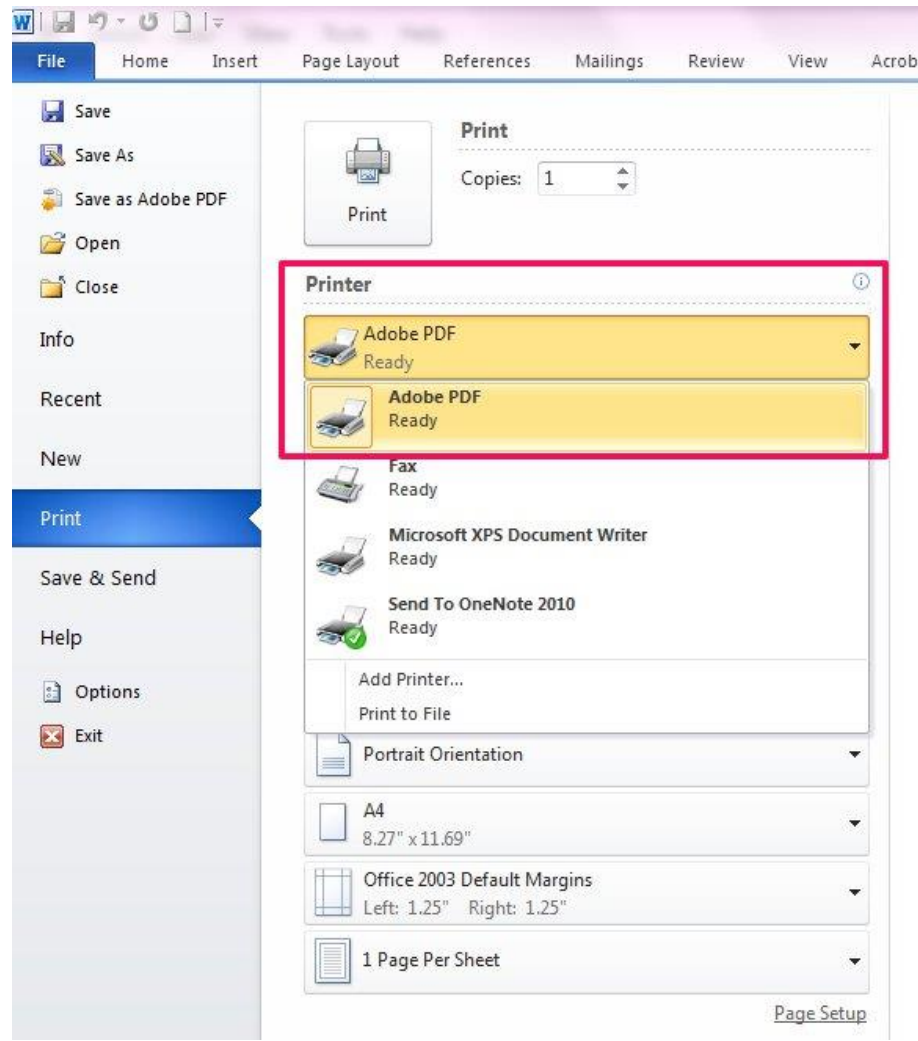 W
File Home Insert Page Layout References Mailings Review View Acrob
Save
Save As
Save as Adobe PDF
Open
Close
Info
Recent
New
Print
Save & Send
Help
Options
Exit
Print
Print
Copies: 1
Printer
Adobe PDF
Ready
Adobe PDF
Ready
Fax
Ready
Microsoft XPS Document Writer
Ready
Send To OneNote 2010
Ready
Add Printer...
Print to File
Portrait Orientation
A4
8.27" x 11.69"
Office 2003 Default Margins
Left: 1.25" Right: 1.25"
1 Page Per Sheet
Page Setup